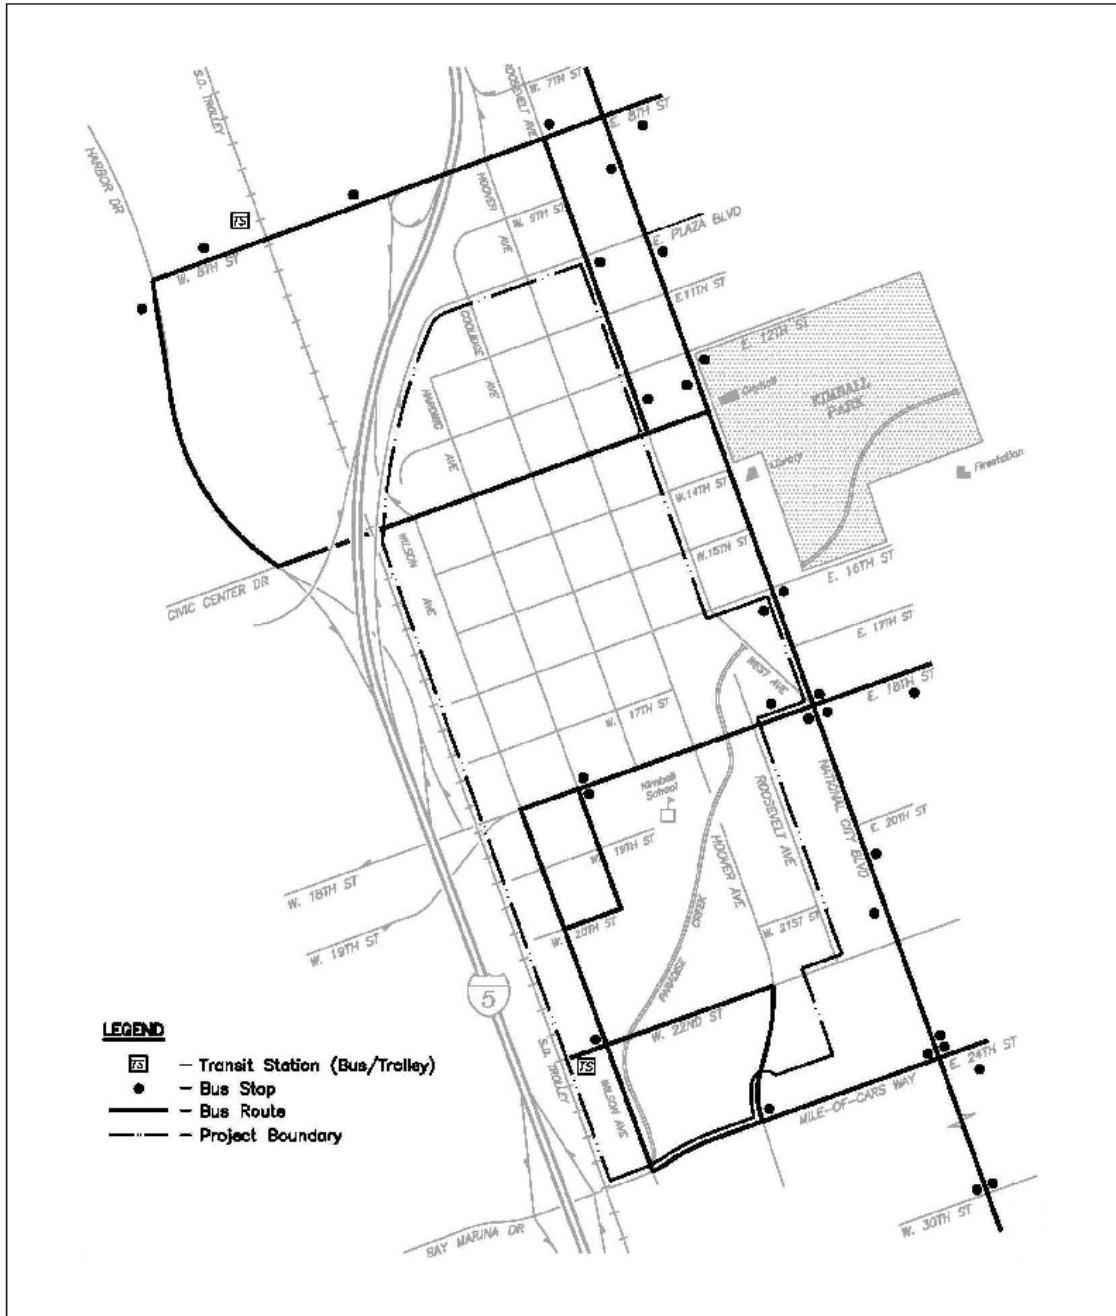 S.D. TROLLEY
ROOSEVELT AVE
W. 7TH ST
E. 8TH ST
HARBOR DR
HOOVER
AVE
TS
W. 8TH ST
W. 9TH ST
E. PLAZA BLVD
E.11TH ST
COOLIDGE
AVE
E. 12TH ST
HARDING
AVE
City Hall
KIMBALL
PARK
Library
Firestation
W.14TH ST
WILSON
AVE
W.15TH ST
E. 16TH ST
CIVIC CENTER DR
E. 17TH ST
WEST AVE
E. 18TH ST
W. 17TH ST
Kimball
School
NATIONAL CITY BLVD
ROOSEVELT AVE
E. 20TH ST
W. 19TH ST
HOOVER AVE
W. 18TH ST
W. 20TH ST
W. 21ST ST
W. 19TH ST
PARADISE CREEK
5
W. 22ND ST
E. 24TH ST
S.D. TROLLEY
TS
WILSON AVE
MILE-OF-CARS WAY
BAY MARINA DR
W. 30TH ST
LEGEND
TS – Transit Station (Bus/Trolley)
– Bus Stop
– Bus Route
– Project Boundary